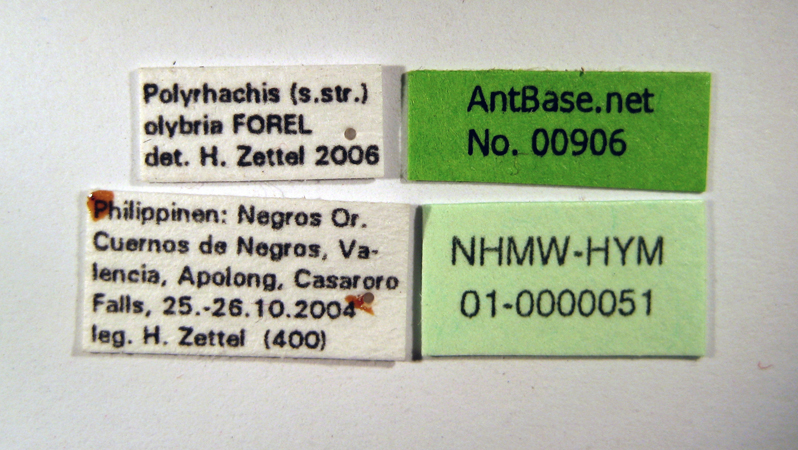 Polyrhachis (s.str.)
olybria FOREL
det. H. Zettel 2006
AntBase.net
No. 00906
Philippinen: Negros Or.
Cuernos de Negros, Va-
lencia, Apolong, Casaroro
Falls, 25.-26.10.2004
leg. H. Zettel (400)
NHMW-HYM
01-0000051